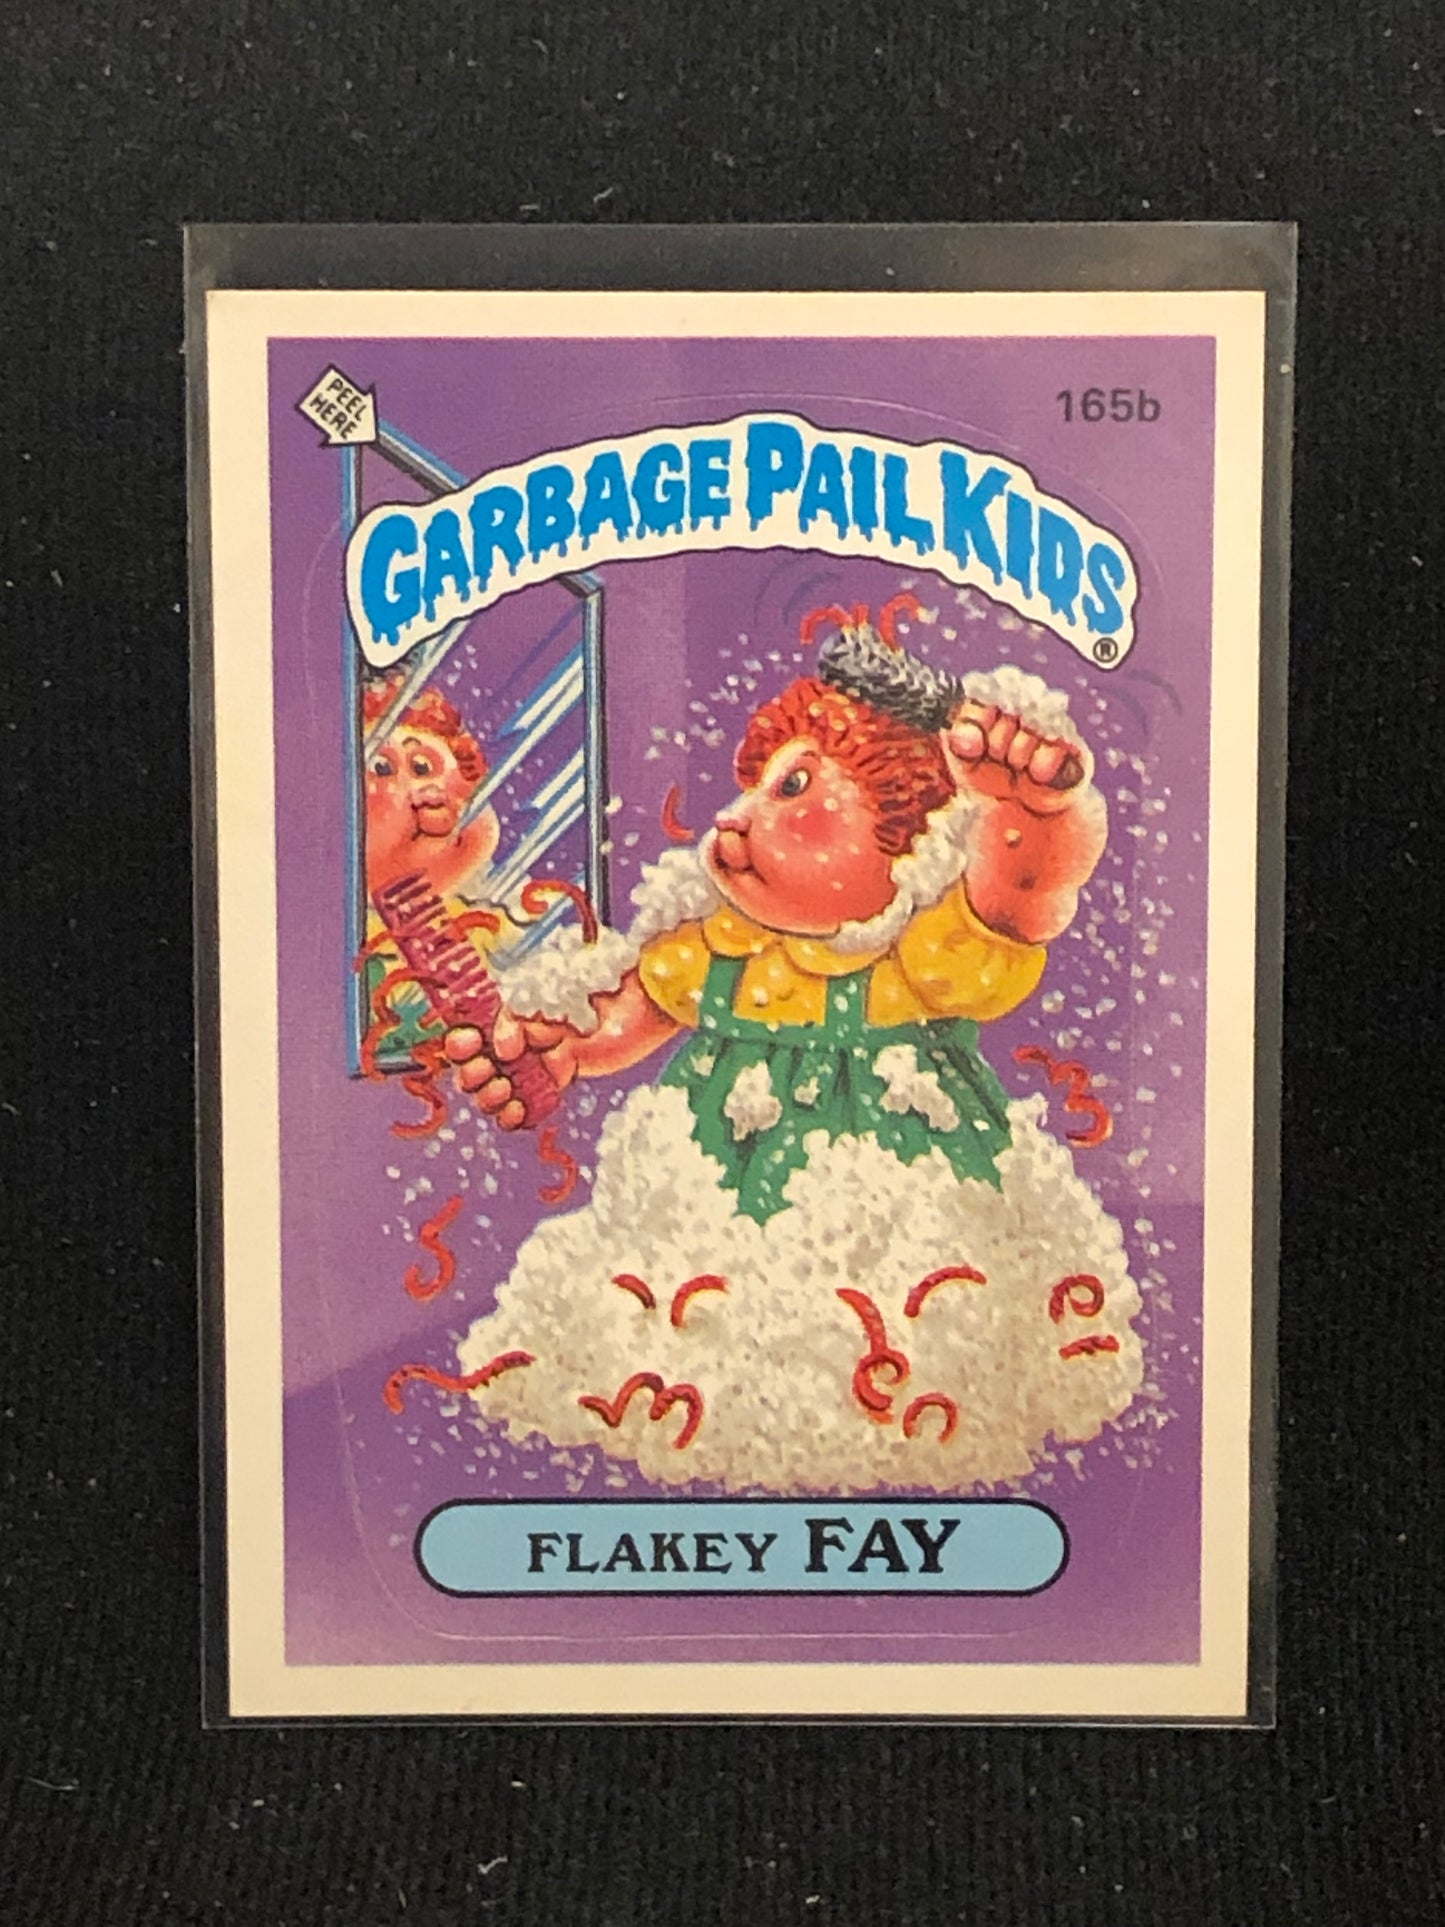 PEEL
HERE
165b
GARBAGE PAIL KIDS
®
FLAKEY FAY